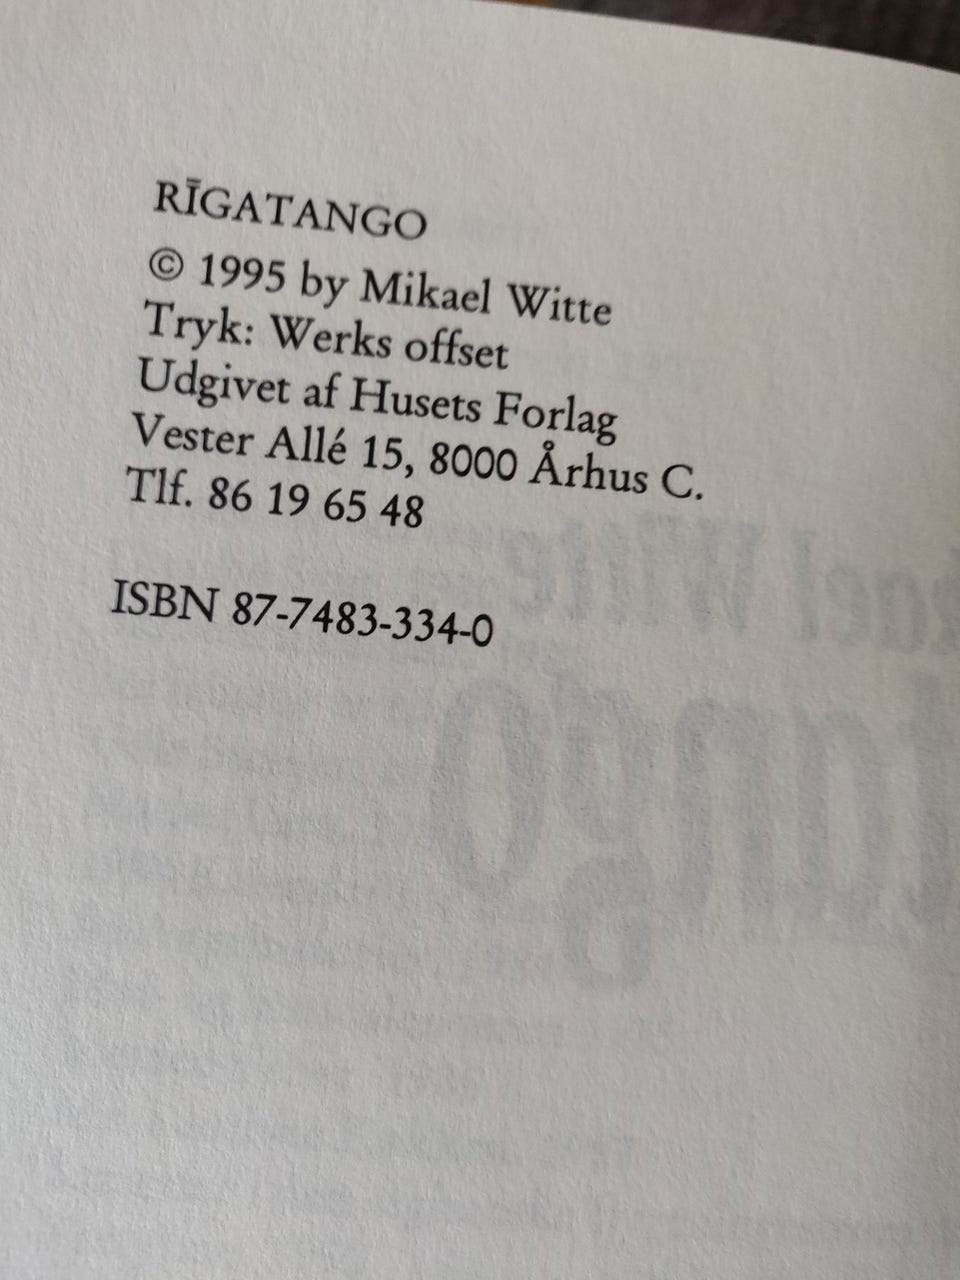 RĪGATANGO
© 1995 by Mikael Witte
Tryk: Werks offset
Udgivet af Husets Forlag
Vester Allé 15, 8000 Århus C.
Tlf. 86 19 65 48
ISBN 87-7483-334-0